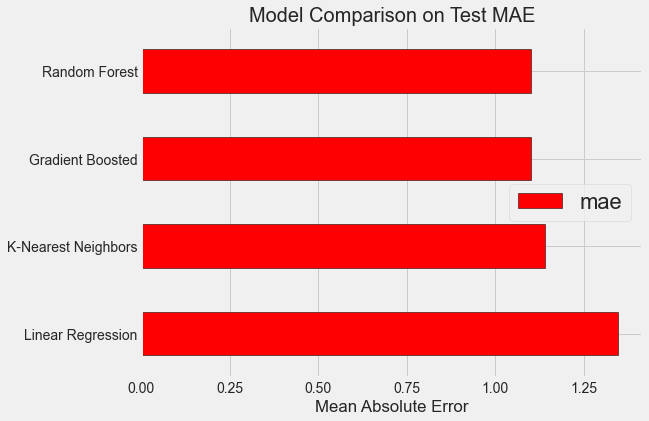 Model Comparison on Test MAE
Random Forest
Gradient Boosted
K-Nearest Neighbors
Linear Regression
mae
0.00 0.25 0.50 0.75 1.00 1.25
Mean Absolute Error